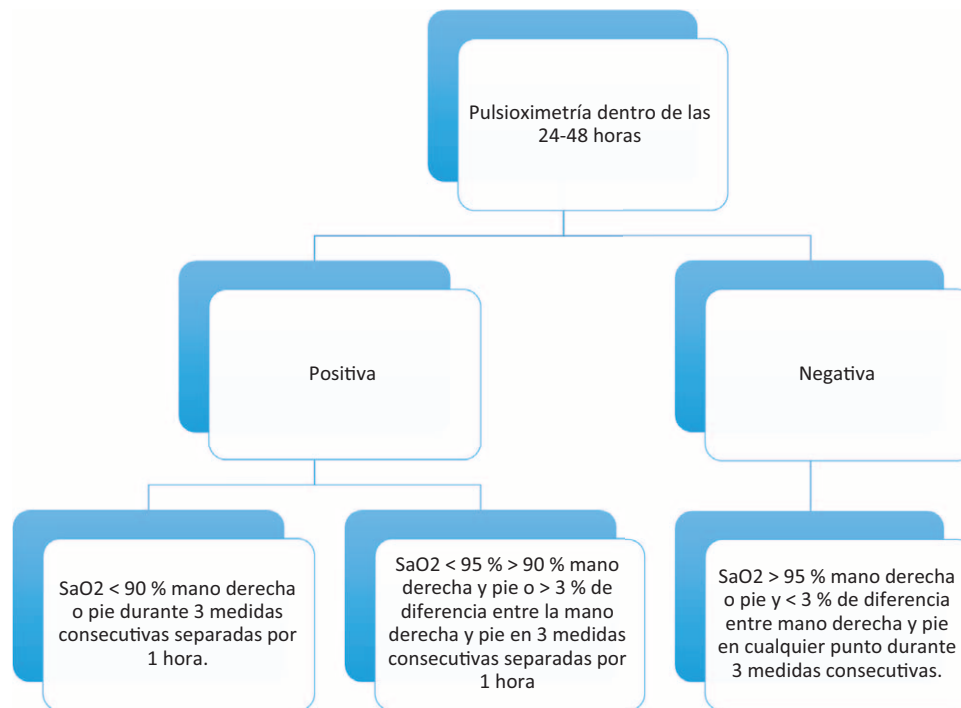 Pulsioximetría dentro de las
24-48 horas
Positiva
Negativa
SaO2 < 90 % mano derecha
o pie durante 3 medidas
consecutivas separadas por
1 hora.
SaO2 < 95 % > 90 % mano
derecha y pie o > 3 % de
diferencia entre la mano
derecha y pie en 3 medidas
consecutivas separadas por
1 hora
SaO2 > 95 % mano derecha
o pie y < 3 % de diferencia
entre mano derecha y pie
en cualquier punto durante
3 medidas consecutivas.